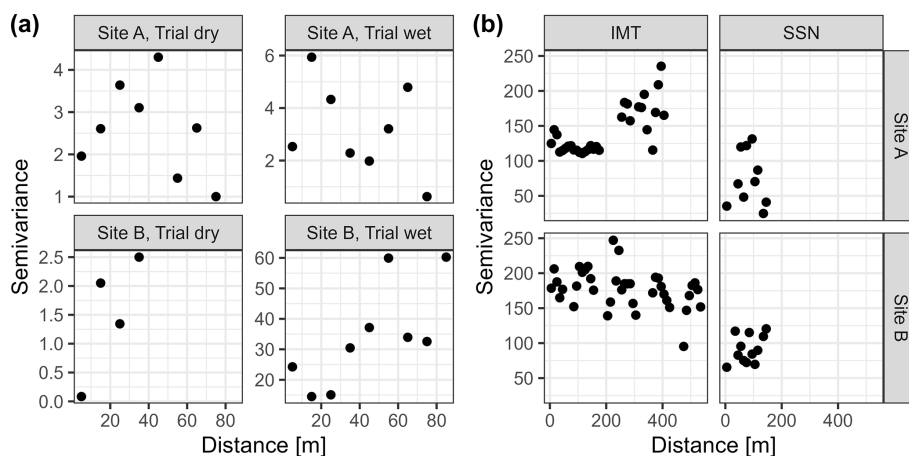 (a)
Site A, Trial dry
Site A, Trial wet
4
3
2
1
6
4
2
Site B, Trial dry
Site B, Trial wet
2.5
2.0
1.5
1.0
0.5
0.0
60
50
40
30
20
20 40 60 80
20 40 60 80
Semivariance
Distance [m]
(b)
IMT
SSN
250
200
150
100
50
Site A
250
200
150
100
50
Site B
0 200 400
0 200 400
Semivariance
Distance [m]